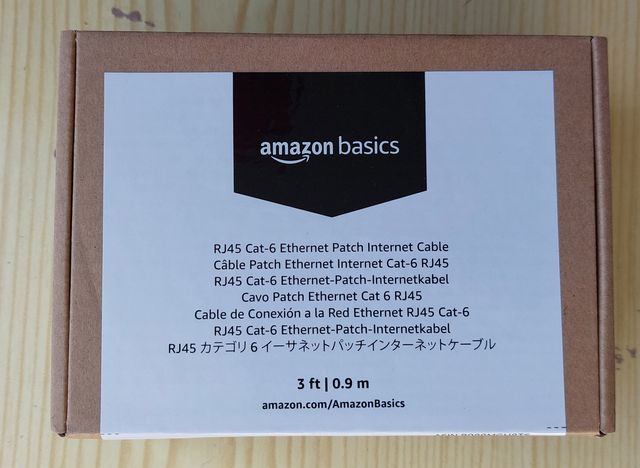 amazon basics
RJ45 Cat-6 Ethernet Patch Internet Cable
Câble Patch Ethernet Internet Cat-6 RJ45
RJ45 Cat-6 Ethernet-Patch-Internetkabel
Cavo Patch Ethernet Cat 6 RJ45
Cable de Conexión a la Red Ethernet RJ45 Cat-6
RJ45 Cat-6 Ethernet-Patch-Internetkabel
RJ45 カテゴリ 6 イーサネットパッチインターネットケーブル
3 ft | 0.9 m
amazon.com/AmazonBasics